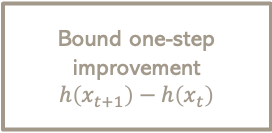 Bound one-step
improvement
$h(x_{t+1}) - h(x_t)$